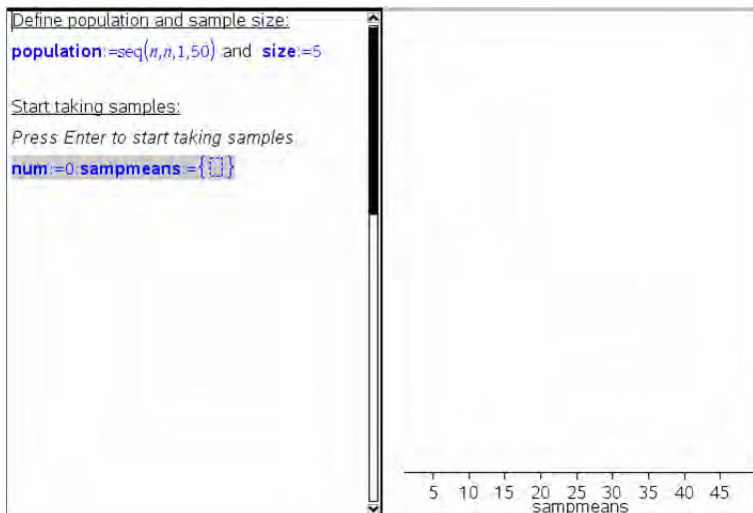 Define population and sample size:
population:=seq(n,n,1,50) and size:=5
Start taking samples:
Press Enter to start taking samples.
num:=0:sampmeans:={}
5 10 15 20 25 30 35 40 45
sampmeans